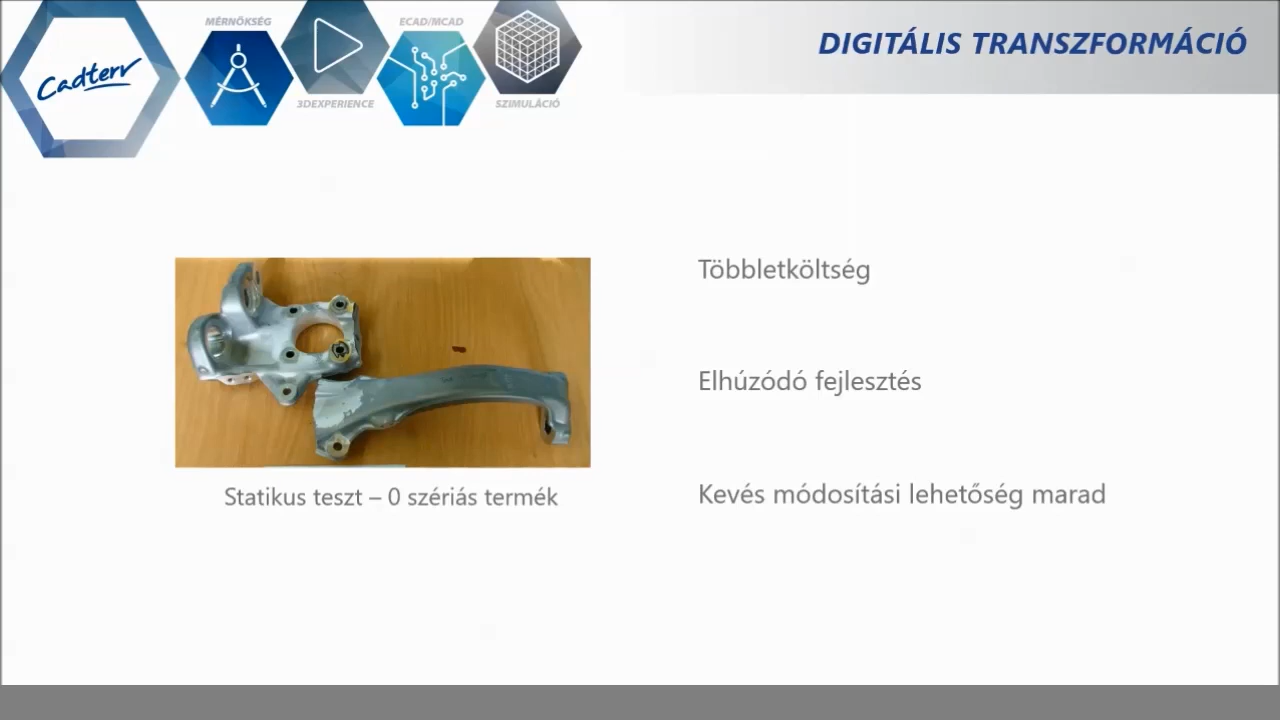 Cadterv
MÉRNÖKSÉG
3DEXPERIENCE
ECAD/MCAD
SZIMULÁCIÓ
DIGITÁLIS TRANSZFORMÁCIÓ
Statikus teszt – 0 szériás termék
Többletköltség
Elhúzódó fejlesztés
Kevés módosítási lehetőség marad